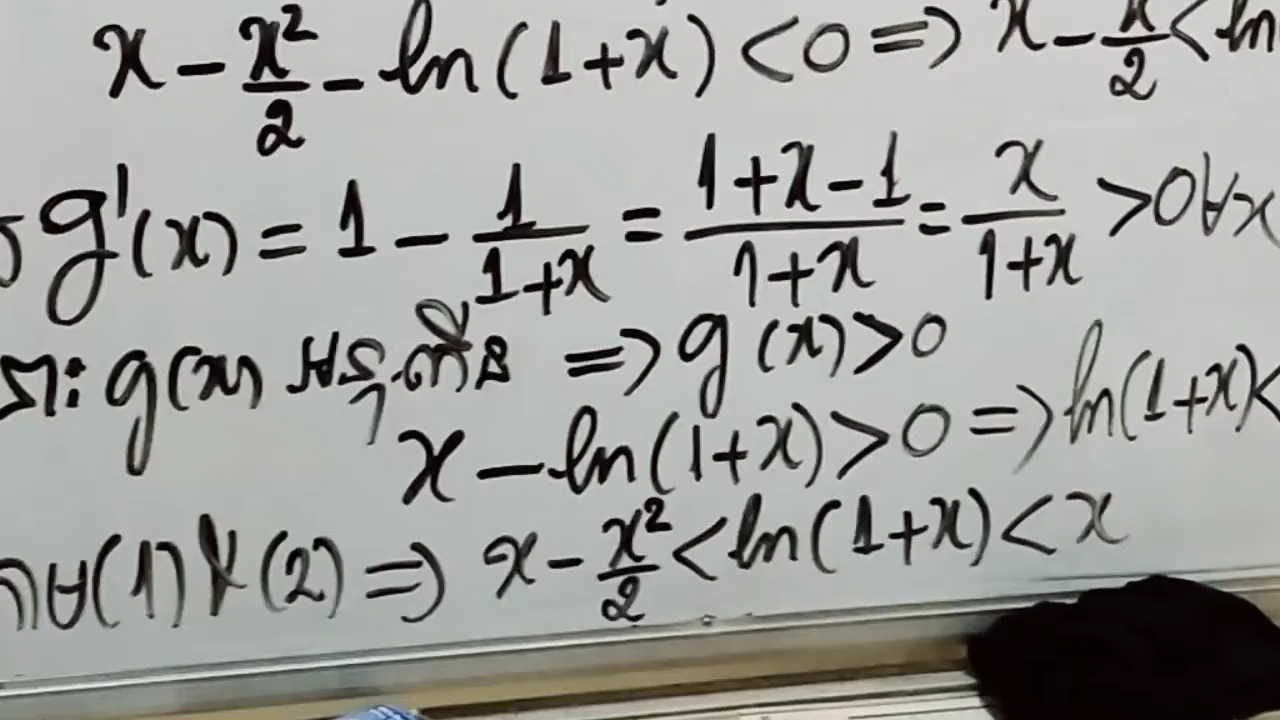 x - x²/2 - ln(1+x) < 0 ⇒ x - x/2 < ln
g'(x) = 1 - 1/(1+x) = (1+x-1)/(1+x) = x/(1+x) > 0 ∀x
: g(x) ⇒ g(x) > 0
x - ln(1+x) > 0 ⇒ ln(1+x) <
(1) & (2) ⇒ x - x²/2 < ln(1+x) < x